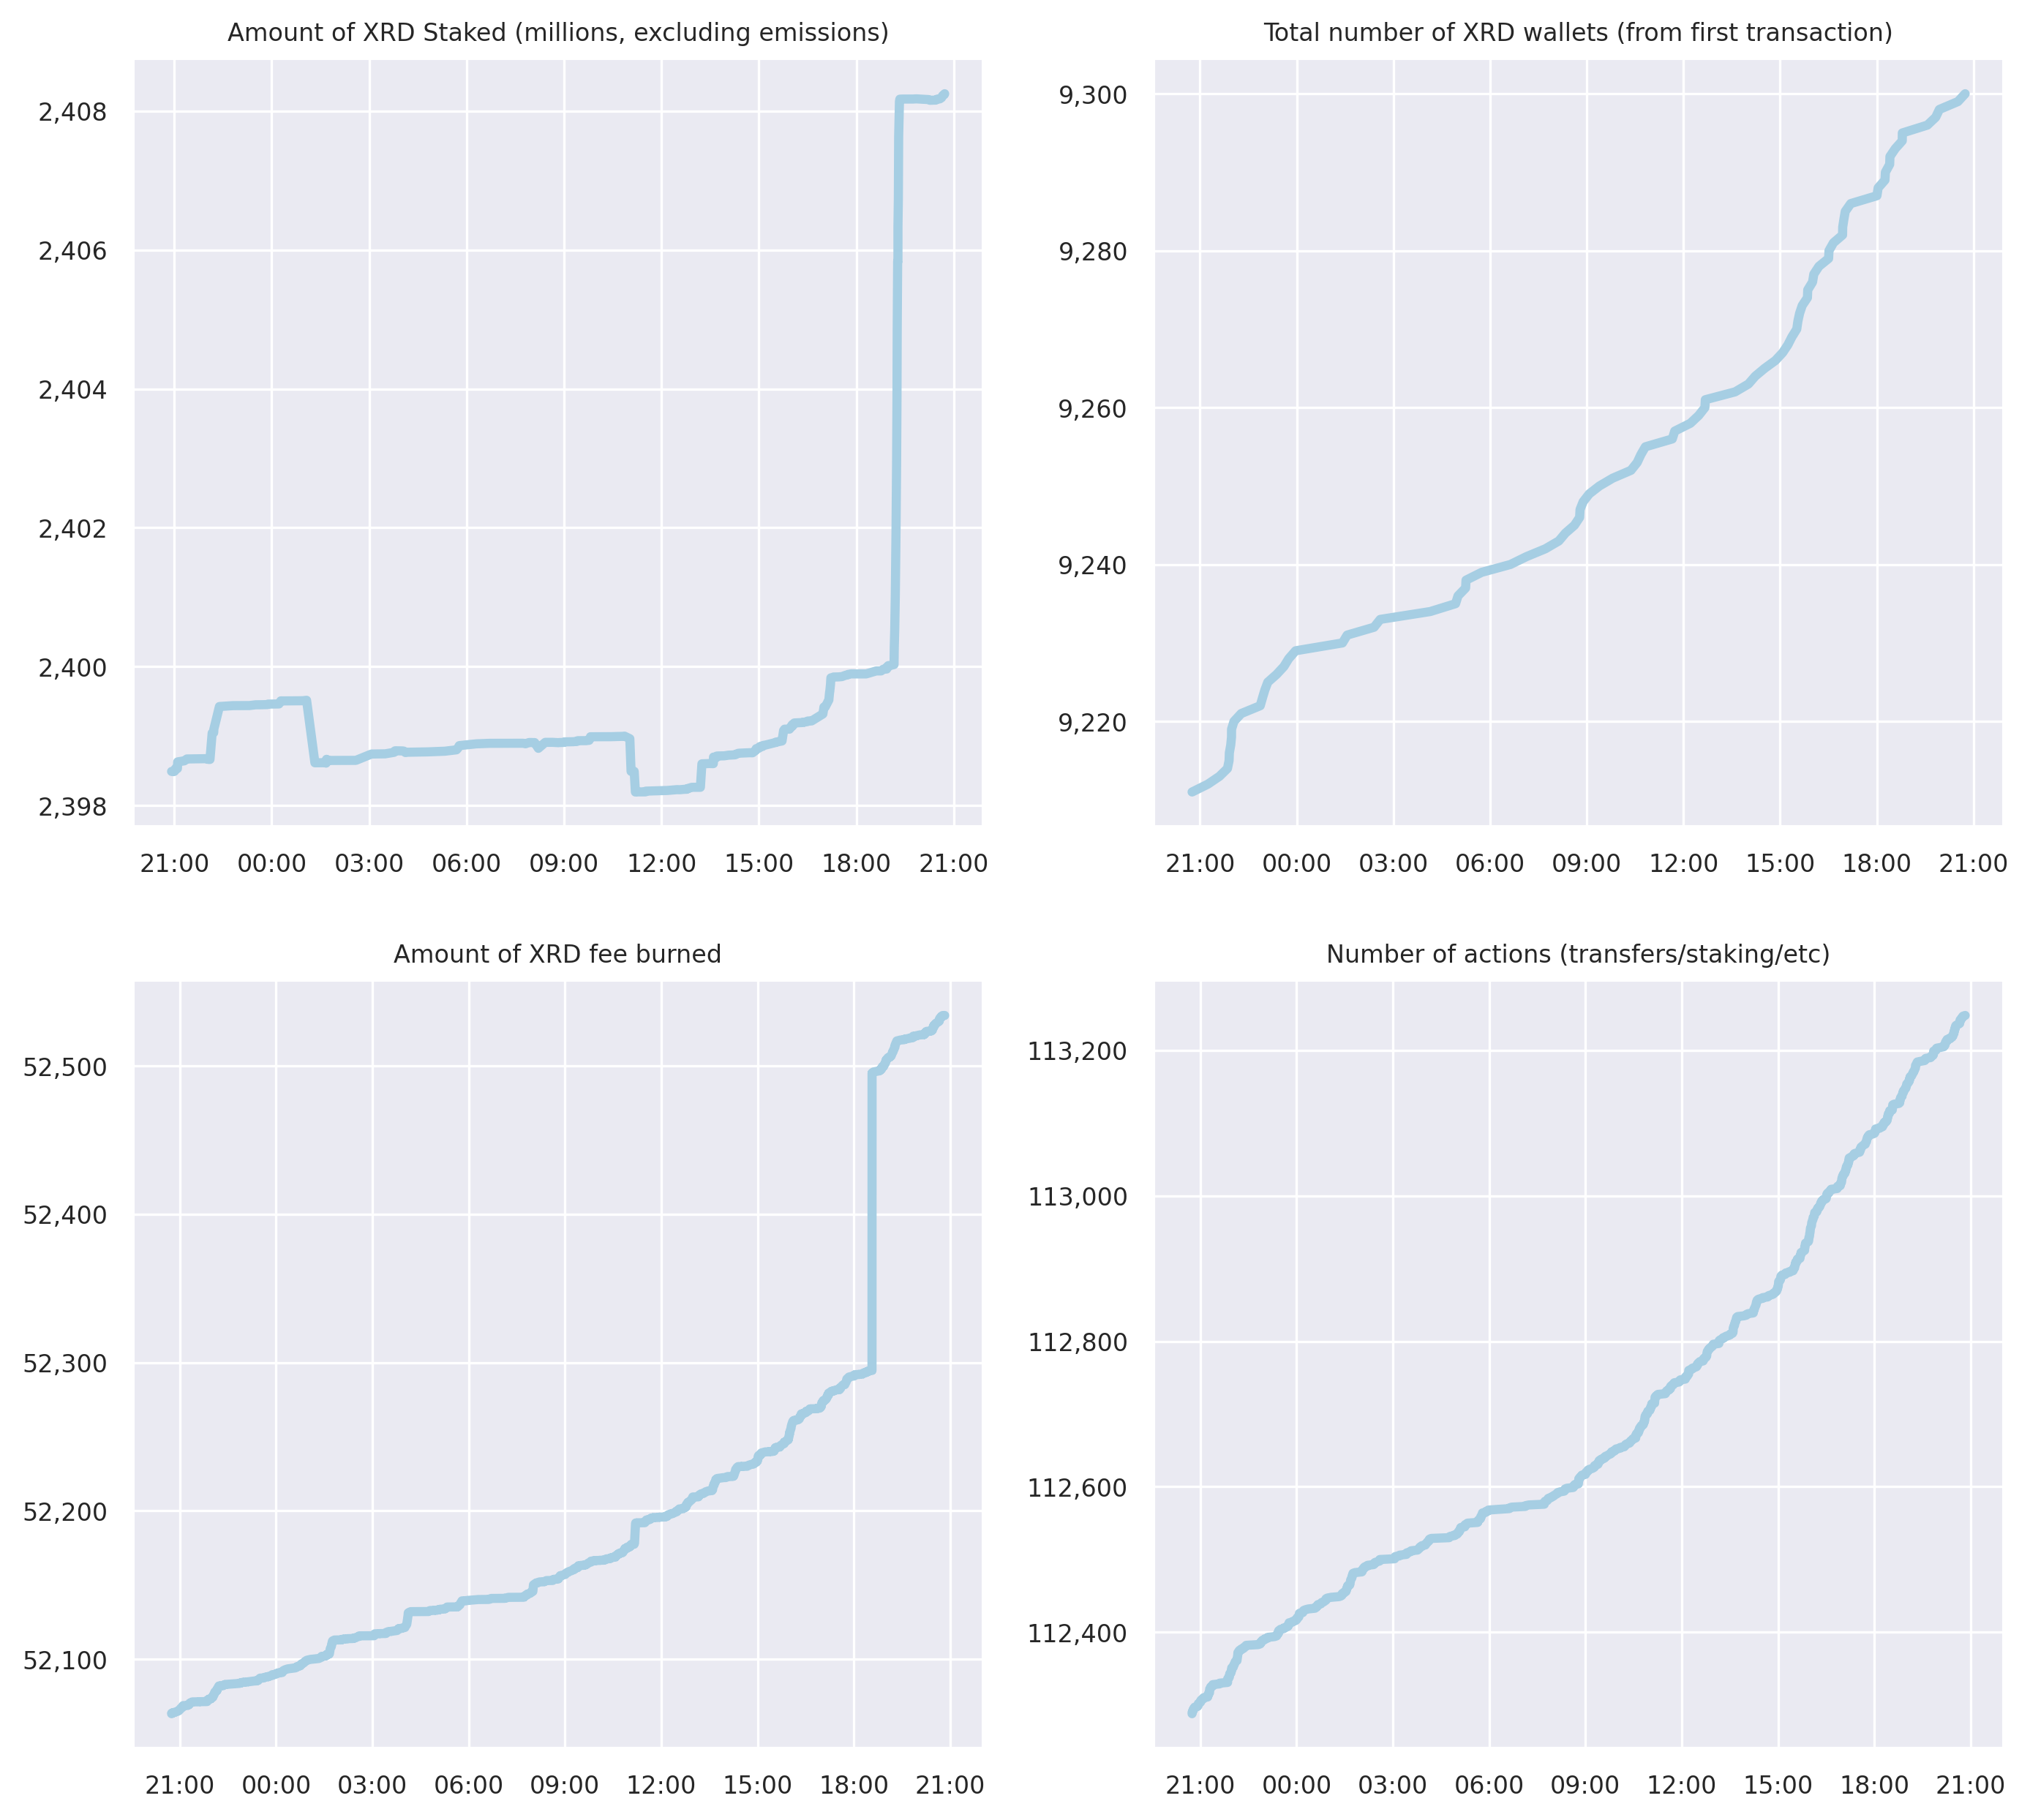 Amount of XRD Staked (millions, excluding emissions)
2,408
2,406
2,404
2,402
2,400
2,398
21:00 00:00 03:00 06:00 09:00 12:00 15:00 18:00 21:00
Total number of XRD wallets (from first transaction)
9,300
9,280
9,260
9,240
9,220
21:00 00:00 03:00 06:00 09:00 12:00 15:00 18:00 21:00
Amount of XRD fee burned
52,500
52,400
52,300
52,200
52,100
21:00 00:00 03:00 06:00 09:00 12:00 15:00 18:00 21:00
Number of actions (transfers/staking/etc)
113,200
113,000
112,800
112,600
112,400
21:00 00:00 03:00 06:00 09:00 12:00 15:00 18:00 21:00